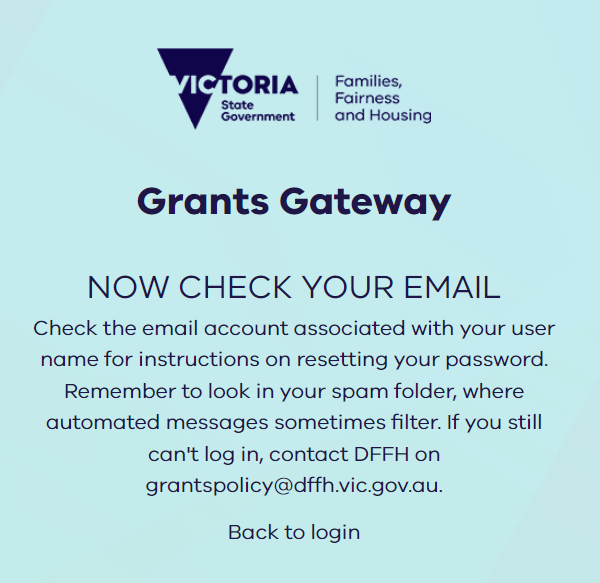 VICTORIA
State
Government
Families,
Fairness
and Housing
Grants Gateway
NOW CHECK YOUR EMAIL
Check the email account associated with your user
name for instructions on resetting your password.
Remember to look in your spam folder, where
automated messages sometimes filter. If you still
can't log in, contact DFFH on
grantspolicy@dffh.vic.gov.au.
Back to login